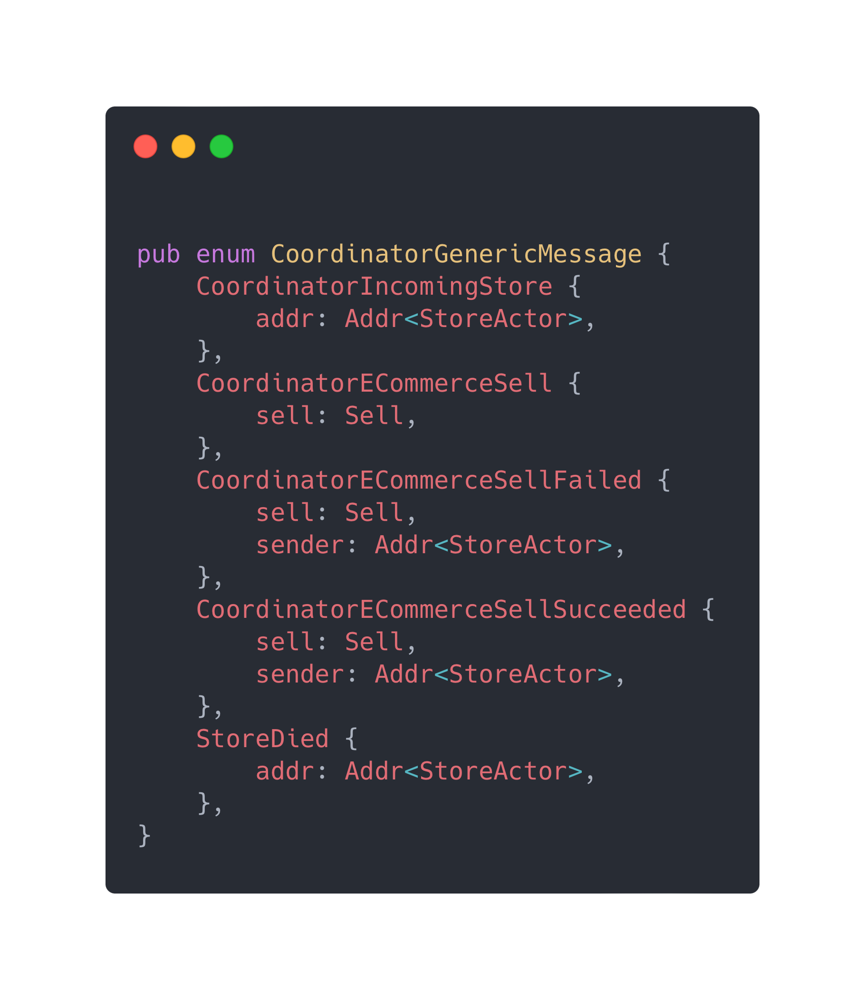 pub enum CoordinatorGenericMessage {
    CoordinatorIncomingStore {
        addr: Addr<StoreActor>,
    },
    CoordinatorECommerceSell {
        sell: Sell,
    },
    CoordinatorECommerceSellFailed {
        sell: Sell,
        sender: Addr<StoreActor>,
    },
    CoordinatorECommerceSellSucceeded {
        sell: Sell,
        sender: Addr<StoreActor>,
    },
    StoreDied {
        addr: Addr<StoreActor>,
    },
}